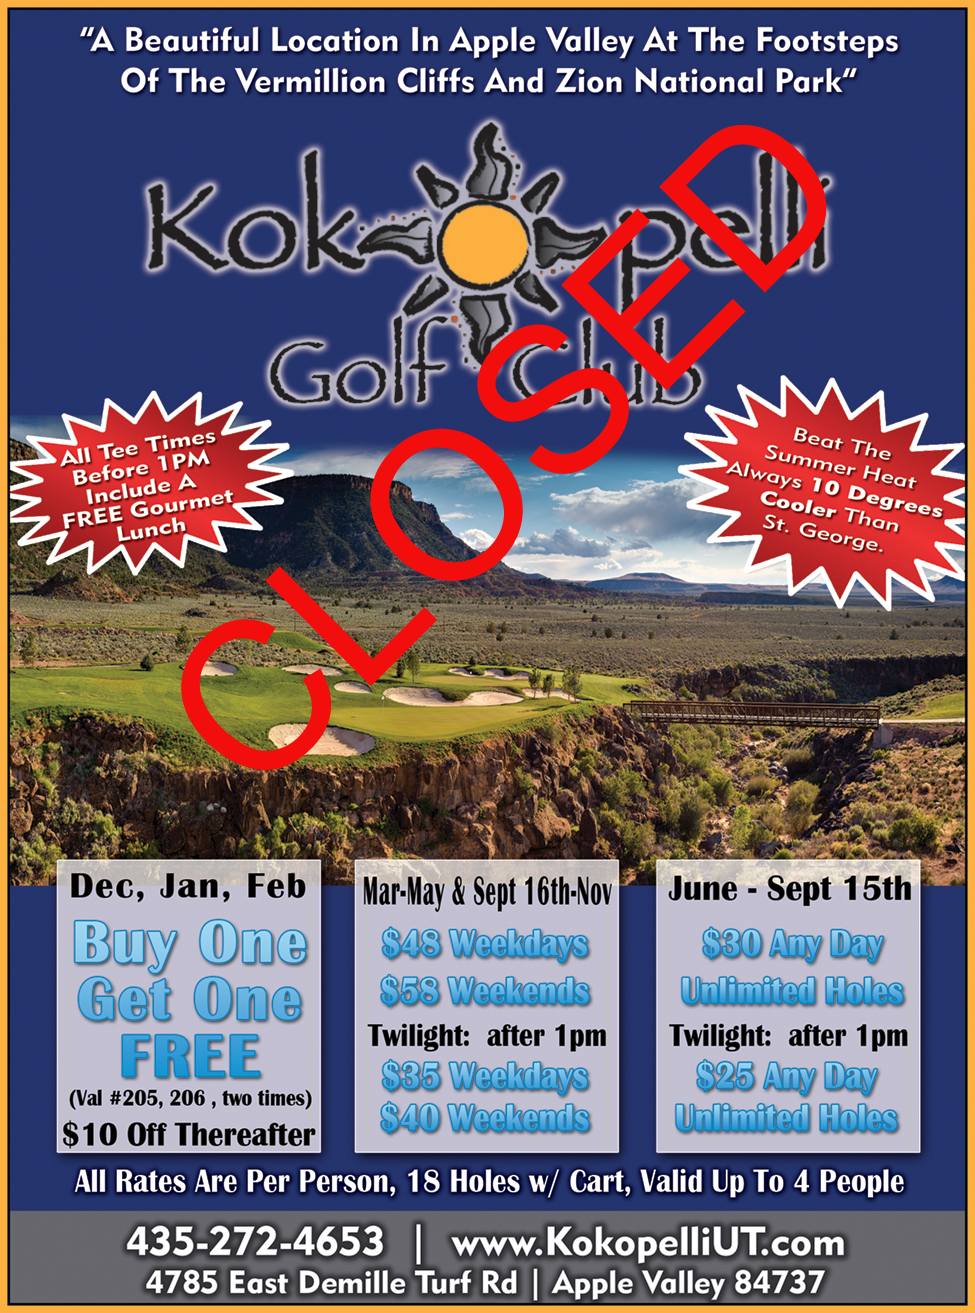 “A Beautiful Location In Apple Valley At The Footsteps
Of The Vermillion Cliffs And Zion National Park“
Kokopelli
Golf Club
CLOSED
All Tee Times
Before 1PM
Include A
FREE Gourmet
Lunch
Beat The
Summer Heat
Always 10 Degrees
Cooler Than
St. George.
Dec, Jan, Feb
Buy One
Get One
FREE
(Val #205, 206 , two times)
$10 Off Thereafter
Mar-May & Sept 16th-Nov
$48 Weekdays
$58 Weekends
Twilight: after 1pm
$35 Weekdays
$40 Weekends
June - Sept 15th
$30 Any Day
Unlimited Holes
Twilight: after 1pm
$25 Any Day
Unlimited Holes
All Rates Are Per Person, 18 Holes w/ Cart, Valid Up To 4 People
435-272-4653 | www.KokopelliUT.com
4785 East Demille Turf Rd | Apple Valley 84737